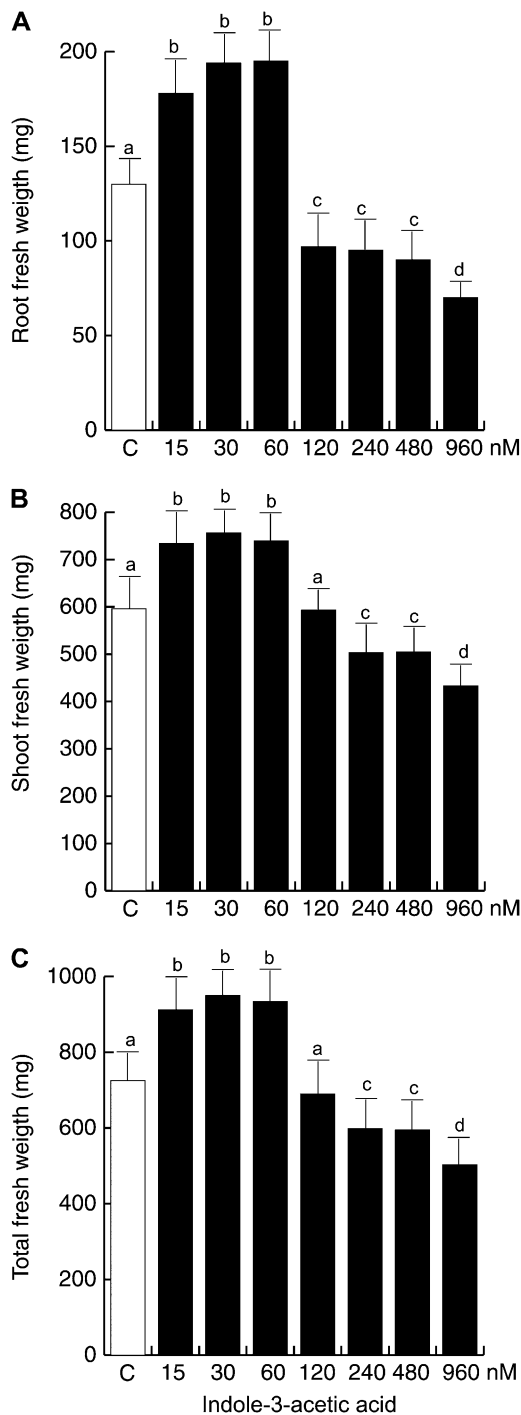 A
Root fresh weigth (mg)
200
150
100
50
0
a
b
b
b
c
c
c
d
C 15 30 60 120 240 480 960 nM
B
Shoot fresh weigth (mg)
800
700
600
500
400
300
200
100
0
a
b
b
b
a
c
c
d
C 15 30 60 120 240 480 960 nM
C
Total fresh weigth (mg)
1000
800
600
400
200
0
a
b
b
b
a
c
c
d
C 15 30 60 120 240 480 960 nM
Indole-3-acetic acid